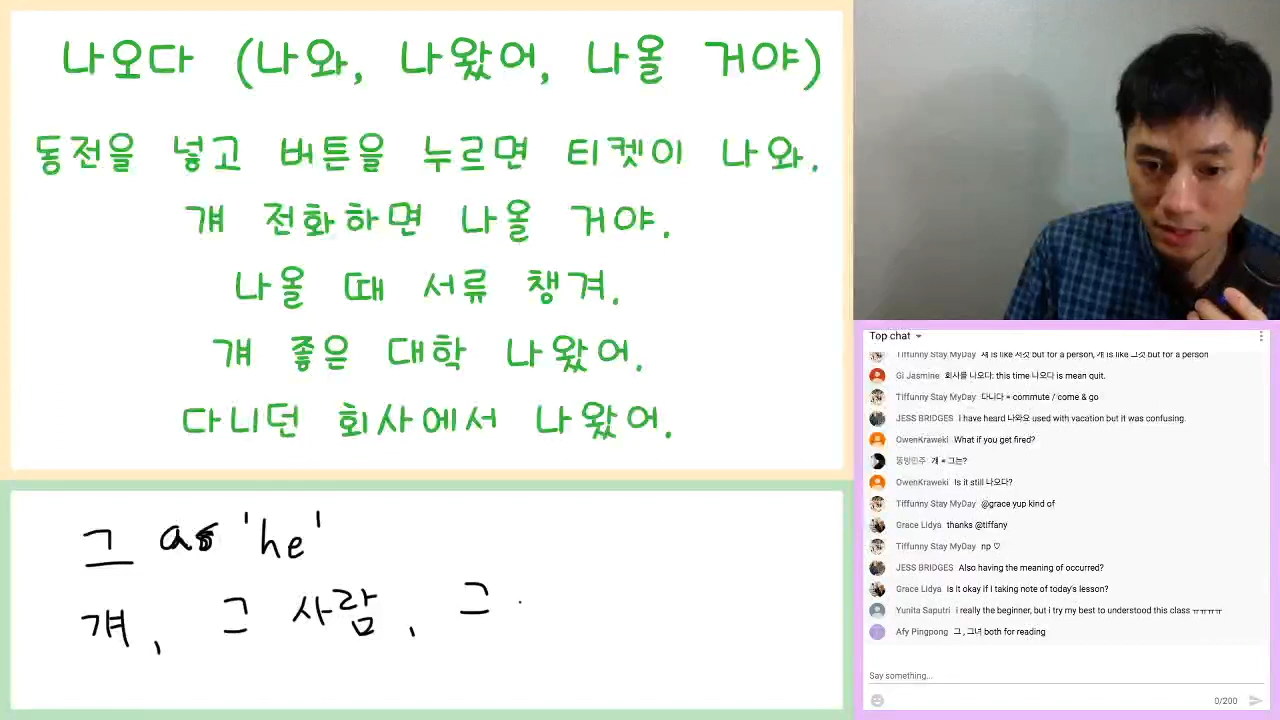 나오다 (나와, 나왔어, 나올 거야)
동전을 넣고 버튼을 누르면 티켓이 나와.
걔 전화하면 나올 거야.
나올 때 서류 챙겨.
걔 좋은 대학 나왔어.
다니던 회사에서 나왔어.
그 as 'he'
걔, 그 사람, 그
Top chat
Tiffunny Stay MyDay 쟤 is like 저것 but for a person, 걔 is like 그것 but for a person
Gi Jasmine 회사를 나오다: this time 나오다 is mean quit.
Tiffunny Stay MyDay 다니다 = commute / come & go
JESS BRIDGES i have heard 나와요 used with vacation but it was confusing.
OwenKraweki What if you get fired?
똥방민주 걔 = 그는?
OwenKraweki Is it still 나오다?
Tiffunny Stay MyDay @grace yup kind of
Grace Lidya thanks @tiffany
Tiffunny Stay MyDay np ♡
JESS BRIDGES Also having the meaning of occurred?
Grace Lidya Is it okay if I taking note of today's lesson?
Yunita Saputri i really the beginner, but i try my best to understood this class ㅠㅠㅠㅠ
Afy Pingpong 그 , 그녀 both for reading
Say something...
0/200